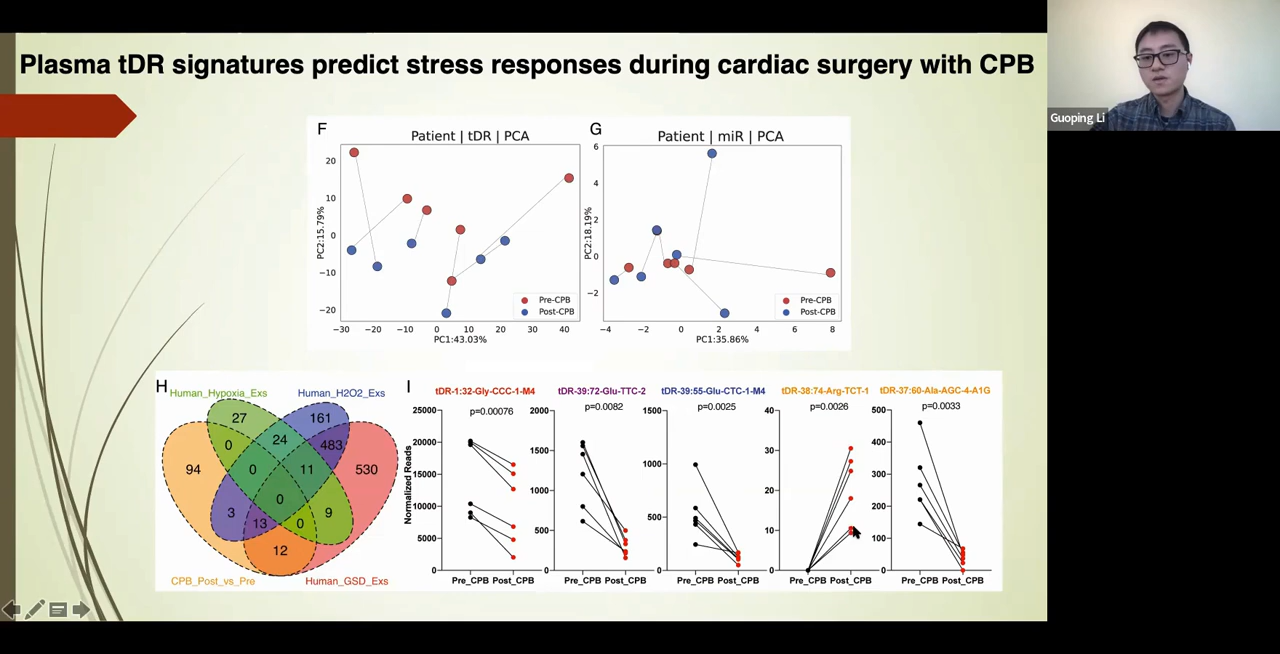 Plasma tDR signatures predict stress responses during cardiac surgery with CPB
Guoping Li
F
Patient | tDR | PCA
20
10
0
−10
−20
PC2:15.79%
−30
−20
−10
0
10
20
30
40
PC1:43.03%
Pre-CPB
Post-CPB
G
Patient | miR | PCA
6
4
2
0
−2
PC2:18.19%
−4
−2
0
2
4
6
8
PC1:35.86%
Pre-CPB
Post-CPB
H
Human_Hypoxia_Exs
Human_H2O2_Exs
27
161
0
24
483
94
0
11
530
0
3
13
0
9
12
CPB_Post_vs_Pre
Human_GSD_Exs
I
Normalized Reads
tDR-1:32-Gly-CCC-1-M4
p=0.00076
25000
20000
15000
10000
5000
0
Pre_CPB Post_CPB
tDR-39:72-Glu-TTC-2
p=0.0082
2000
1500
1000
500
0
Pre_CPB Post_CPB
tDR-39:55-Glu-CTC-1-M4
p=0.0025
1500
1000
500
0
Pre_CPB Post_CPB
tDR-38:74-Arg-TCT-1
p=0.0026
40
30
20
10
0
Pre_CPB Post_CPB
tDR-37:60-Ala-AGC-4-A1G
p=0.0033
500
400
300
200
100
0
Pre_CPB Post_CPB